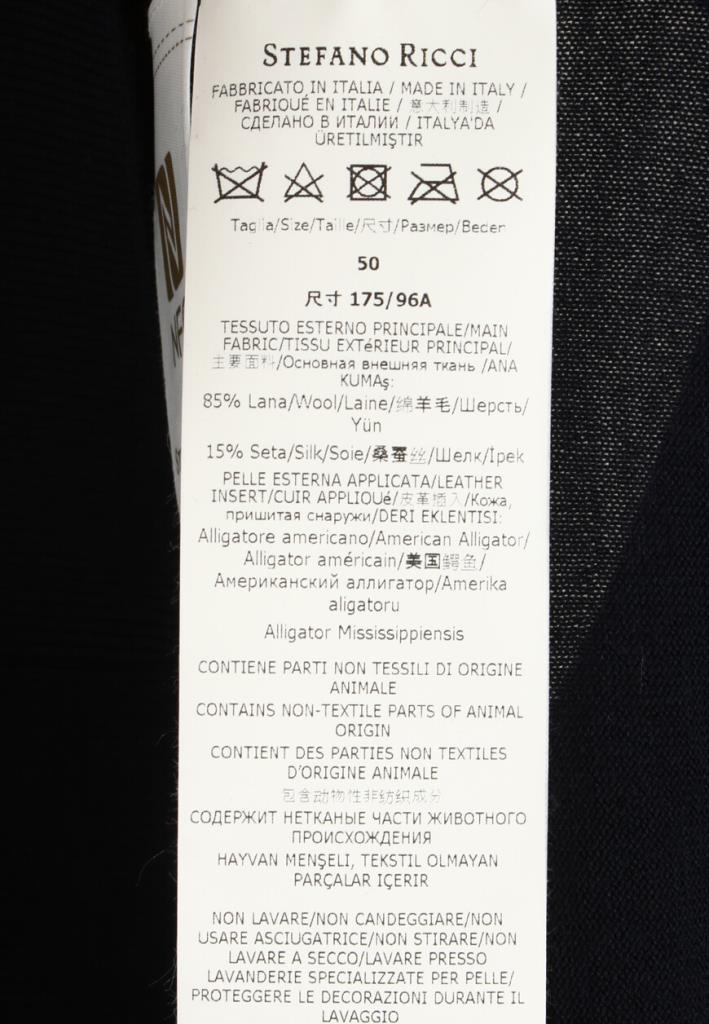 STEFANO RICCI
FABBRICATO IN ITALIA / MADE IN ITALY /
FABRIQUÉ EN ITALIE / 意大利制造 /
СДЕЛАНО В ИТАЛИИ / ITALYA'DA
ÜRETILMIŞTIR
Taglia/Size/Taille/尺寸/Размер/Beden
50
尺寸 175/96A
TESSUTO ESTERNO PRINCIPALE/MAIN
FABRIC/TISSU EXTéRIEUR PRINCIPAL/
主要面料/Основная внешняя ткань /ANA
KUMAş:
85% Lana/Wool/Laine/绵羊毛/Шерсть/
Yün
15% Seta/Silk/Soie/桑蚕丝/Шелк/İpek
PELLE ESTERNA APPLICATA/LEATHER
INSERT/CUIR APPLIQUé/皮革插入/Кожа,
пришитая снаружи/DERI EKLENTISI:
Alligatore americano/American Alligator/
Alligator américain/美国鳄鱼/
Американский аллигатор/Amerika
aligatoru
Alligator Mississippiensis
CONTIENE PARTI NON TESSILI DI ORIGINE
ANIMALE
CONTAINS NON-TEXTILE PARTS OF ANIMAL
ORIGIN
CONTIENT DES PARTIES NON TEXTILES
D'ORIGINE ANIMALE
包含动物性非纺织成分
СОДЕРЖИТ НЕТКАНЫЕ ЧАСТИ ЖИВОТНОГО
ПРОИСХОЖДЕНИЯ
HAYVAN MENŞELI, TEKSTIL OLMAYAN
PARÇALAR IÇERIR
NON LAVARE/NON CANDEGGIARE/NON
USARE ASCIUGATRICE/NON STIRARE/NON
LAVARE A SECCO/LAVARE PRESSO
LAVANDERIE SPECIALIZZATE PER PELLE/
PROTEGGERE LE DECORAZIONI DURANTE IL
LAVAGGIO